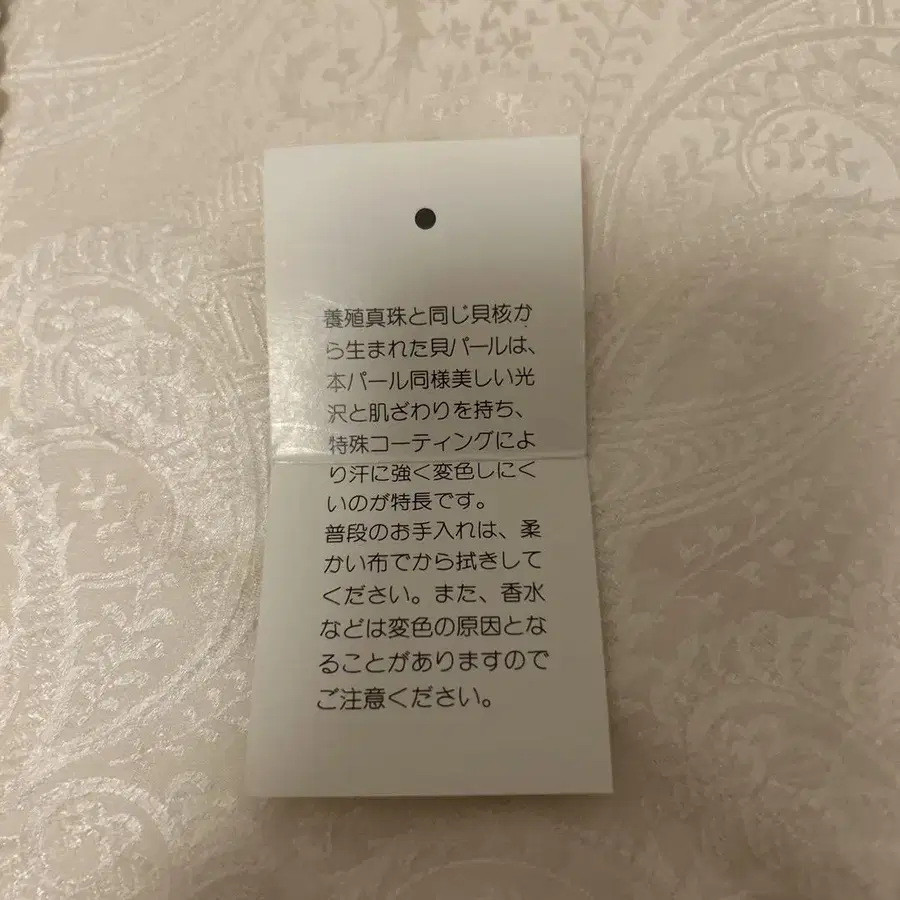 養殖真珠と同じ貝核か
ら生まれた貝パールは、
本パール同様美しい光
沢と肌ざわりを持ち、
特殊コーティングによ
り汗に強く変色しにく
いのが特長です。
普段のお手入れは、柔
かい布でから拭きして
ください。また、香水
などは変色の原因とな
ることがありますので
ご注意ください。